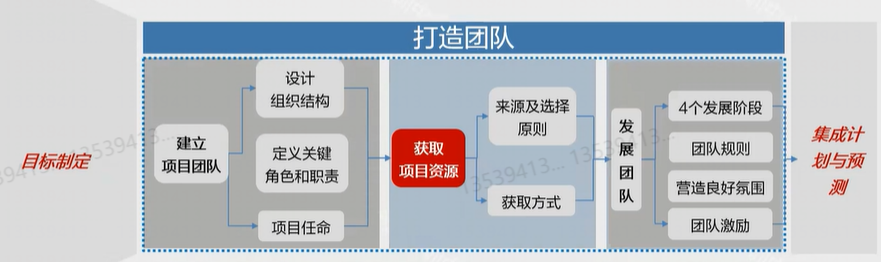 打造团队
目标制定
建立
项目团队
设计
组织结构
定义关键
角色和职责
项目任命
获取
项目资源
来源及选择
原则
获取方式
发展团队
4个发展阶段
团队规则
营造良好氛围
团队激励
集成计
划与预
测
13539413...
13539413...
13539413...